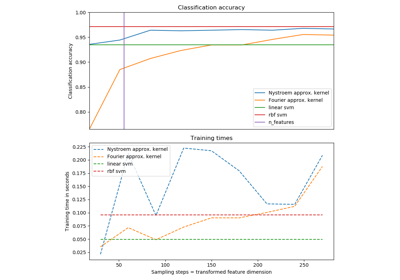 Classification accuracy
1.00
0.95
0.90
0.85
0.80
Classification accuracy
Nystroem approx. kernel
Fourier approx. kernel
linear svm
rbf svm
n_features
Training times
0.225
0.200
0.175
0.150
0.125
0.100
0.075
0.050
0.025
Training time in seconds
Nystroem approx. kernel
Fourier approx. kernel
linear svm
rbf svm
50 100 150 200 250
Sampling steps = transformed feature dimension